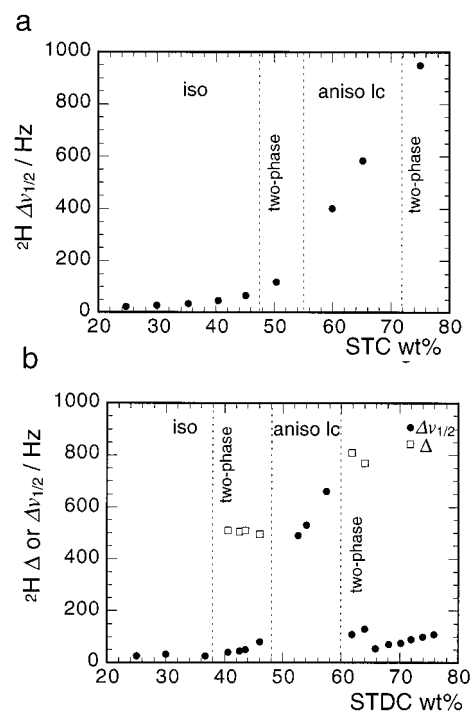 a
1000
800
600
400
200
0
²H Δν1/2 / Hz
iso
two-phase
aniso lc
two-phase
20 30 40 50 60 70 80
STC wt%
b
1000
800
600
400
200
0
²H Δ or Δν1/2 / Hz
iso
two-phase
aniso lc
two-phase
● Δν1/2
□ Δ
20 30 40 50 60 70 80
STDC wt%